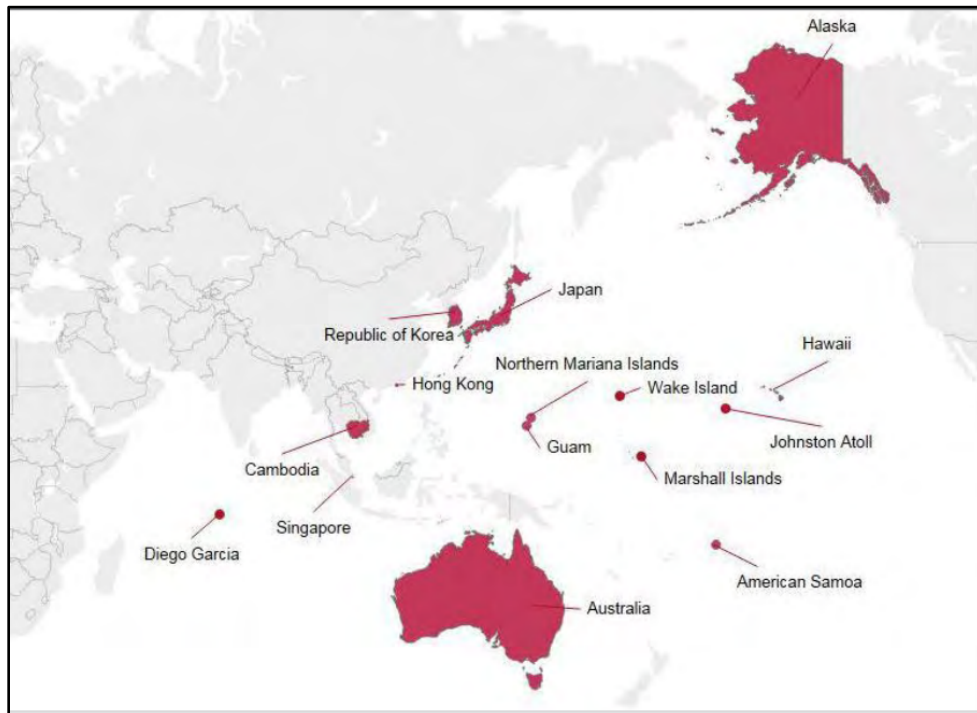 Alaska
Japan
Republic of Korea
Hawaii
Northern Mariana Islands
Hong Kong
Wake Island
Johnston Atoll
Guam
Cambodia
Marshall Islands
Singapore
Diego Garcia
American Samoa
Australia